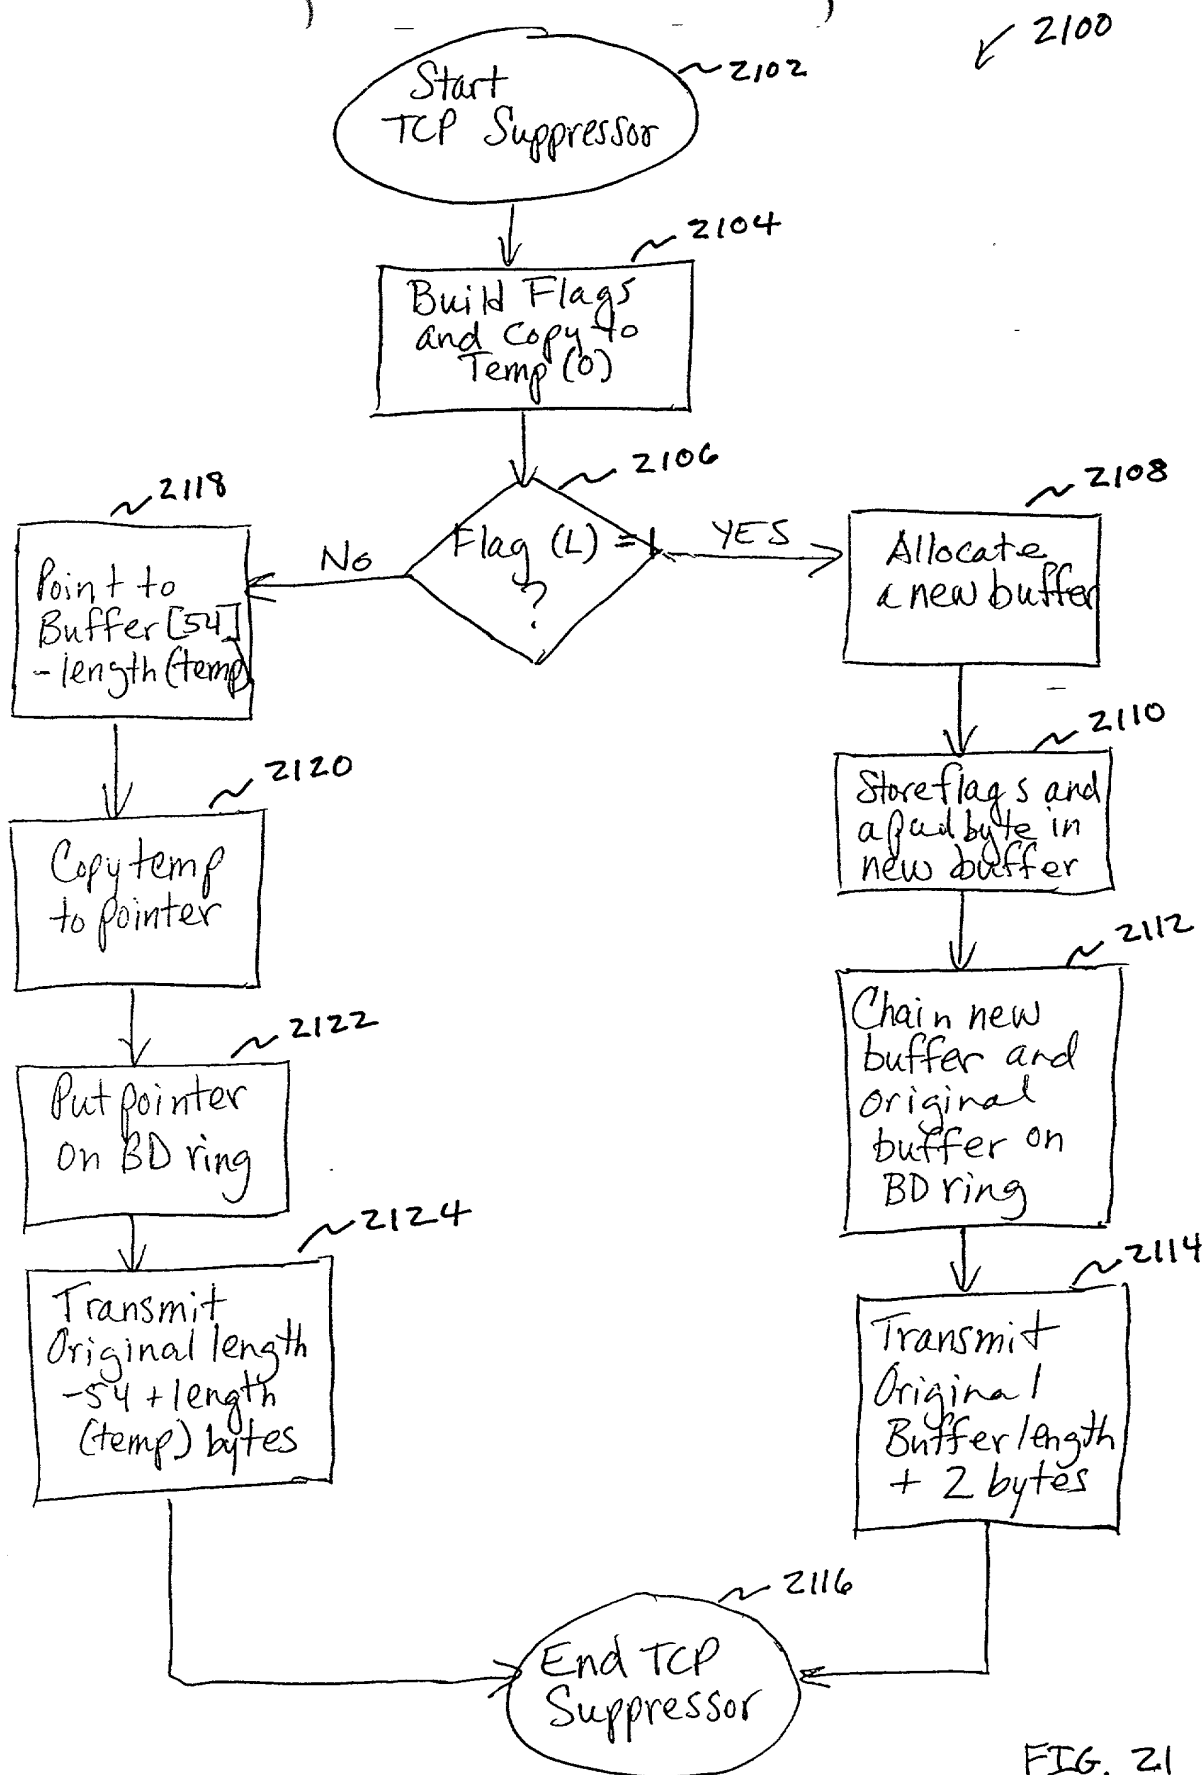 2100
2102
Start
TCP Suppressor
2104
Build Flags
and Copy to
Temp (0)
2106
Flag (L) = 1
?
YES
No
2108
Allocate
a new buffer
2110
Store flags and
a pad byte in
new buffer
2112
Chain new
buffer and
original
buffer on
BD ring
2114
Transmit
Original
Buffer length
+ 2 bytes
2118
Point to
Buffer [54]
- length (temp)
2120
Copy temp
to pointer
2122
Put pointer
on BD ring
2124
Transmit
Original length
-54 + length
(temp) bytes
2116
End TCP
Suppressor
FIG. 21